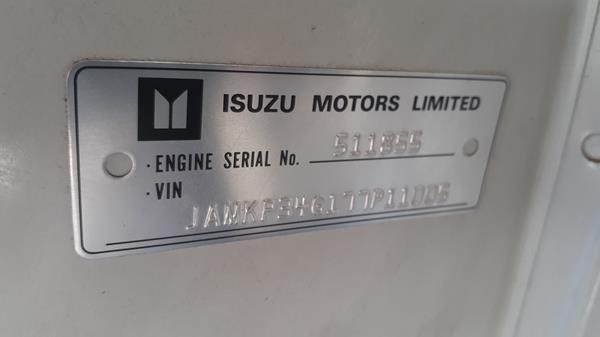 ISUZU MOTORS LIMITED
· ENGINE SERIAL No. 511855
· VIN